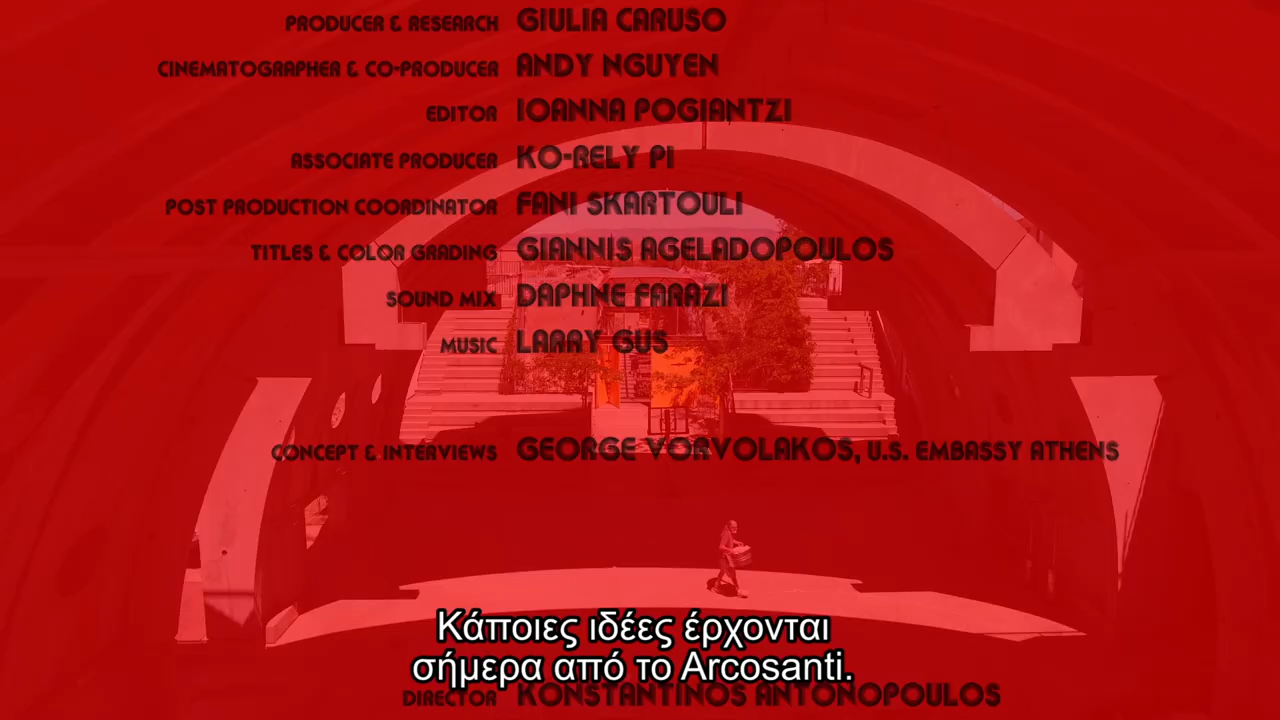 PRODUCER & RESEARCH GIULIA CARUSO
CINEMATOGRAPHER & CO-PRODUCER ANDY NGUYEN
EDITOR IOANNA POGIANTZI
ASSOCIATE PRODUCER KO-RELY PI
POST PRODUCTION COORDINATOR FANI SKARTOULI
TITLES & COLOR GRADING GIANNIS AGELADOPOULOS
SOUND MIX DAPHNE FARAZI
MUSIC LARRY GUS
CONCEPT & INTERVIEWS GEORGE VORVOLAKOS, U.S. EMBASSY ATHENS
Κάποιες ιδέες έρχονται
σήμερα από το Arcosanti.
DIRECTOR KONSTANTINOS ANTONOPOULOS